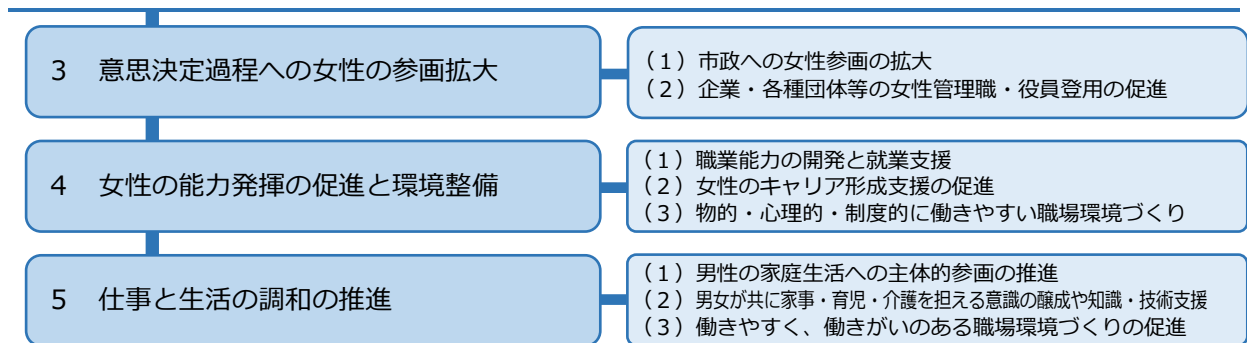 3 意思決定過程への女性の参画拡大
(1)市政への女性参画の拡大
(2)企業・各種団体等の女性管理職・役員登用の促進
4 女性の能力発揮の促進と環境整備
(1)職業能力の開発と就業支援
(2)女性のキャリア形成支援の促進
(3)物的・心理的・制度的に働きやすい職場環境づくり
5 仕事と生活の調和の推進
(1)男性の家庭生活への主体的参画の推進
(2)男女が共に家事・育児・介護を担える意識の醸成や知識・技術支援
(3)働きやすく、働きがいのある職場環境づくりの促進